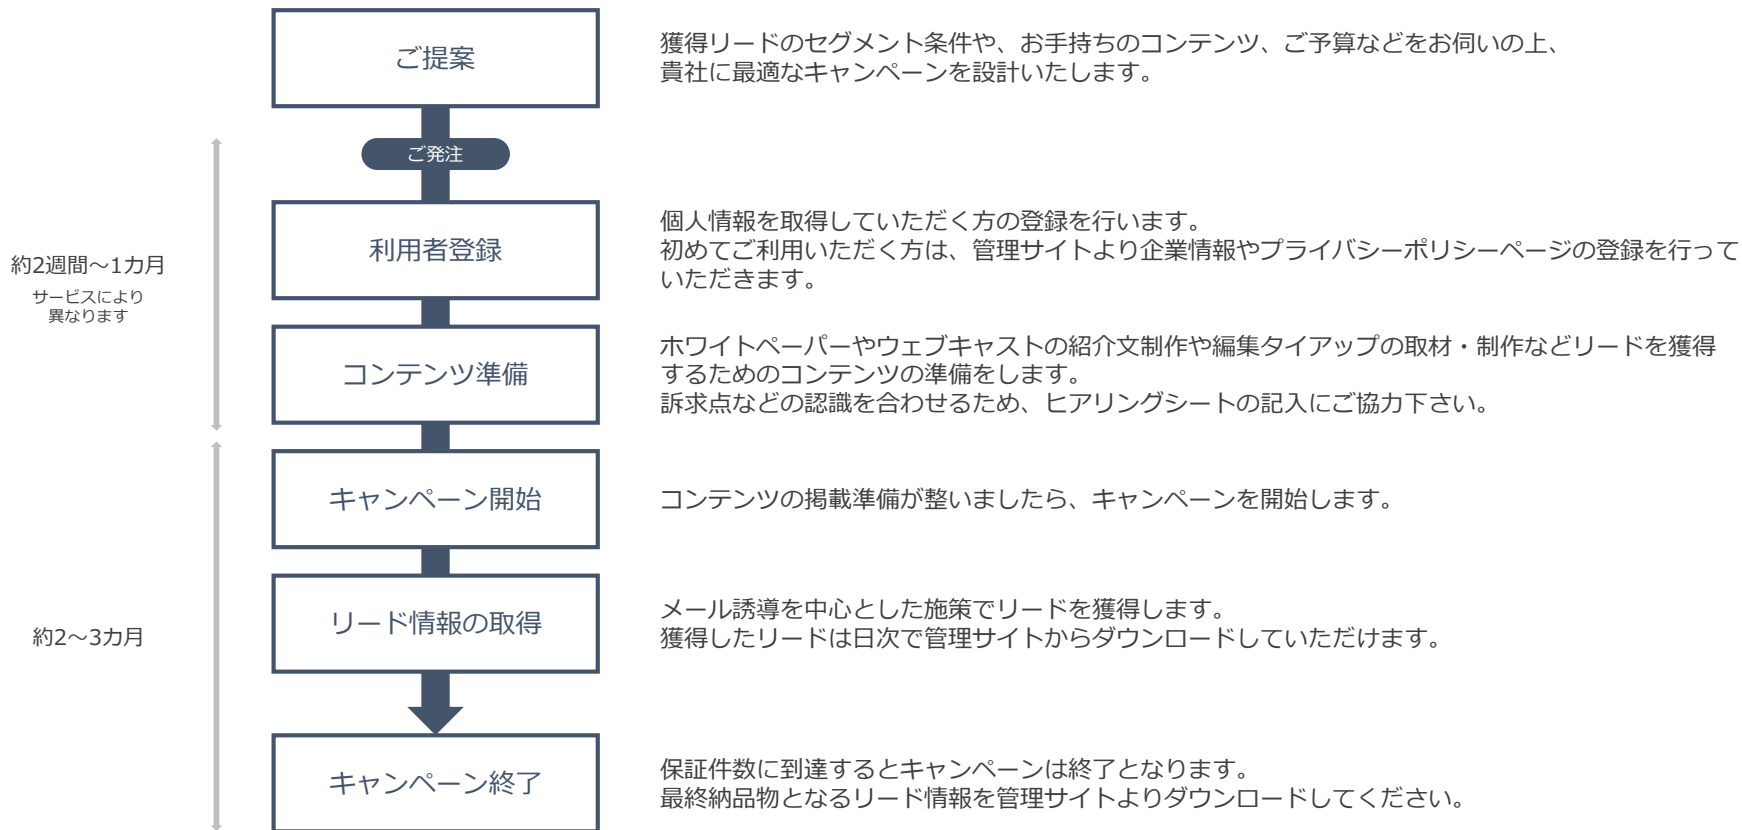 ご提案
獲得リードのセグメント条件や、お手持ちのコンテンツ、ご予算などをお伺いの上、
貴社に最適なキャンペーンを設計いたします。
ご発注
約2週間～1カ月
サービスにより
異なります
利用者登録
個人情報を取得していただく方の登録を行います。
初めてご利用いただく方は、管理サイトより企業情報やプライバシーポリシーページの登録を行って
いただきます。
コンテンツ準備
ホワイトペーパーやウェブキャストの紹介文制作や編集タイアップの取材・制作などリードを獲得
するためのコンテンツの準備をします。
訴求点などの認識を合わせるため、ヒアリングシートの記入にご協力下さい。
キャンペーン開始
コンテンツの掲載準備が整いましたら、キャンペーンを開始します。
約2～3カ月
リード情報の取得
メール誘導を中心とした施策でリードを獲得します。
獲得したリードは日次で管理サイトからダウンロードしていただけます。
キャンペーン終了
保証件数に到達するとキャンペーンは終了となります。
最終納品物となるリード情報を管理サイトよりダウンロードしてください。